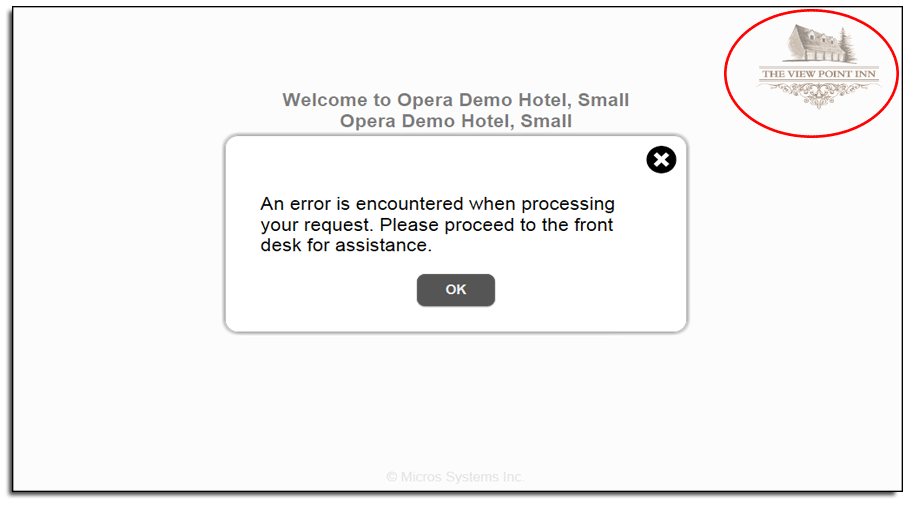 THE VIEW POINT INN
Welcome to Opera Demo Hotel, Small
Opera Demo Hotel, Small
An error is encountered when processing
your request. Please proceed to the front
desk for assistance.
OK
© Micros Systems Inc.